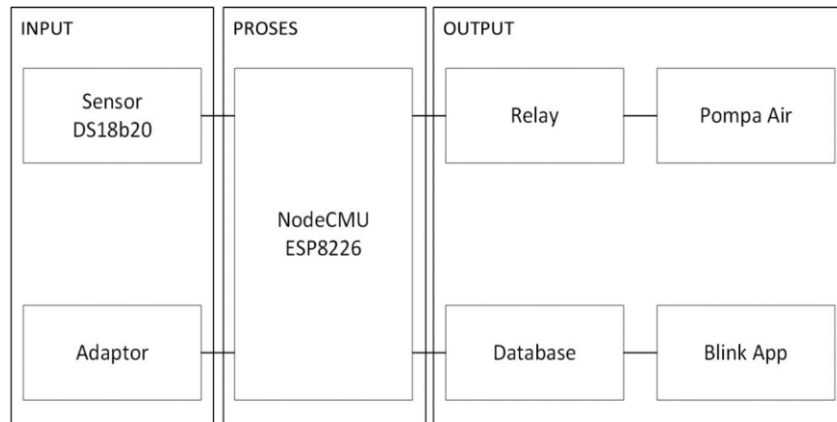 INPUT
PROSES
OUTPUT
Sensor
DS18b20
NodeCMU
ESP8226
Relay
Pompa Air
Adaptor
Database
Blink App